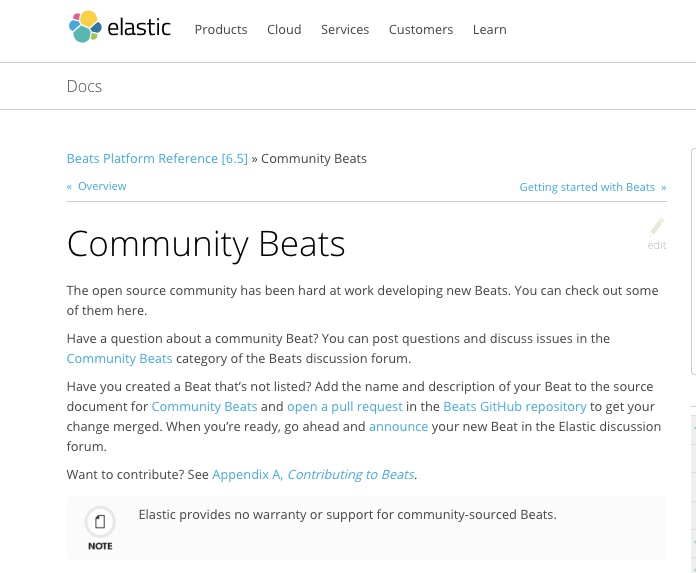 elastic Products Cloud Services Customers Learn
Docs
Beats Platform Reference [6.5] » Community Beats
« Overview Getting started with Beats »
Community Beats
edit
The open source community has been hard at work developing new Beats. You can check out some
of them here.
Have a question about a community Beat? You can post questions and discuss issues in the
Community Beats category of the Beats discussion forum.
Have you created a Beat that's not listed? Add the name and description of your Beat to the source
document for Community Beats and open a pull request in the Beats GitHub repository to get your
change merged. When you're ready, go ahead and announce your new Beat in the Elastic discussion
forum.
Want to contribute? See Appendix A, Contributing to Beats.
Elastic provides no warranty or support for community-sourced Beats.
NOTE